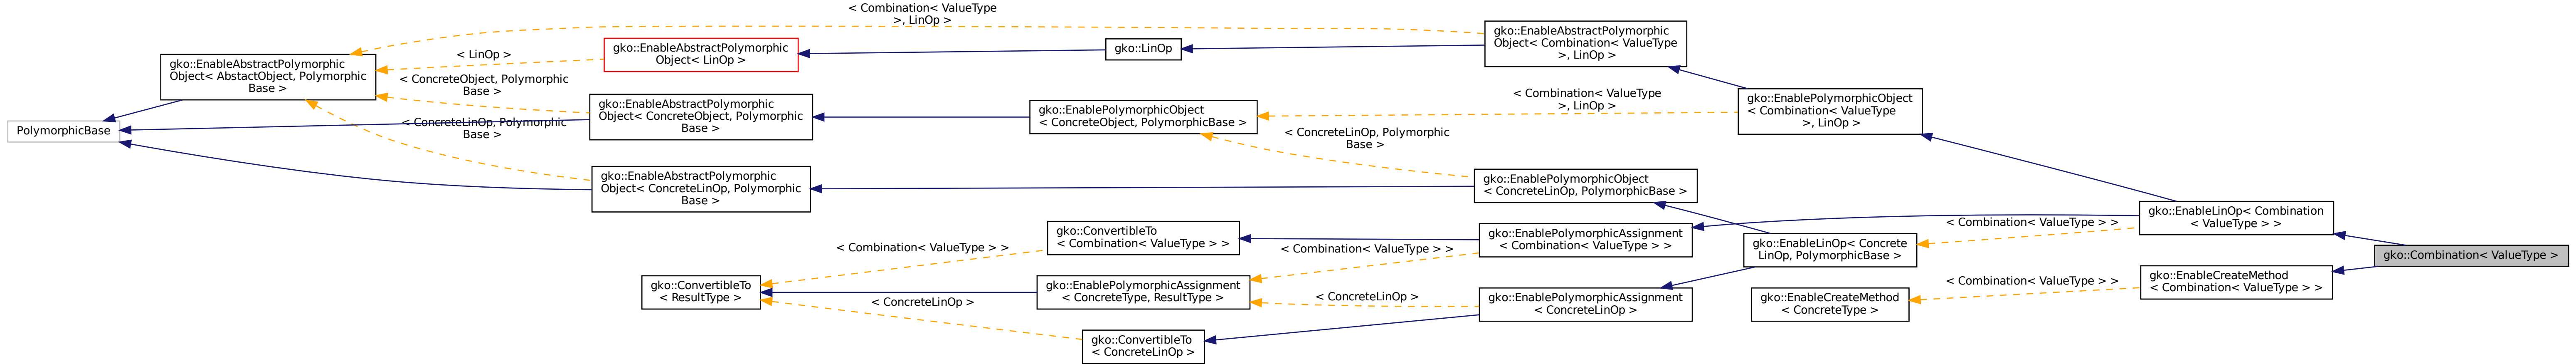 PolymorphicBase
gko::EnableAbstractPolymorphic
Object< AbstactObject, Polymorphic
Base >
< Combination< ValueType
>, LinOp >
< LinOp >
< ConcreteObject, Polymorphic
Base >
< ConcreteLinOp, Polymorphic
Base >
gko::EnableAbstractPolymorphic
Object< LinOp >
gko::EnableAbstractPolymorphic
Object< ConcreteObject, Polymorphic
Base >
gko::EnableAbstractPolymorphic
Object< ConcreteLinOp, Polymorphic
Base >
gko::LinOp
gko::EnablePolymorphicObject
< ConcreteObject, PolymorphicBase >
gko::EnableAbstractPolymorphic
Object< Combination< ValueType
>, LinOp >
< Combination< ValueType
>, LinOp >
< ConcreteLinOp, Polymorphic
Base >
gko::EnablePolymorphicObject
< Combination< ValueType
>, LinOp >
gko::EnablePolymorphicObject
< ConcreteLinOp, PolymorphicBase >
gko::ConvertibleTo
< ResultType >
< Combination< ValueType > >
< ConcreteLinOp >
gko::ConvertibleTo
< Combination< ValueType > >
gko::EnablePolymorphicAssignment
< ConcreteType, ResultType >
gko::ConvertibleTo
< ConcreteLinOp >
< Combination< ValueType > >
< ConcreteLinOp >
gko::EnablePolymorphicAssignment
< Combination< ValueType > >
gko::EnablePolymorphicAssignment
< ConcreteLinOp >
gko::EnableLinOp< Concrete
LinOp, PolymorphicBase >
gko::EnableCreateMethod
< ConcreteType >
< Combination< ValueType > >
< Combination< ValueType > >
gko::EnableLinOp< Combination
< ValueType > >
gko::EnableCreateMethod
< Combination< ValueType > >
gko::Combination< ValueType >